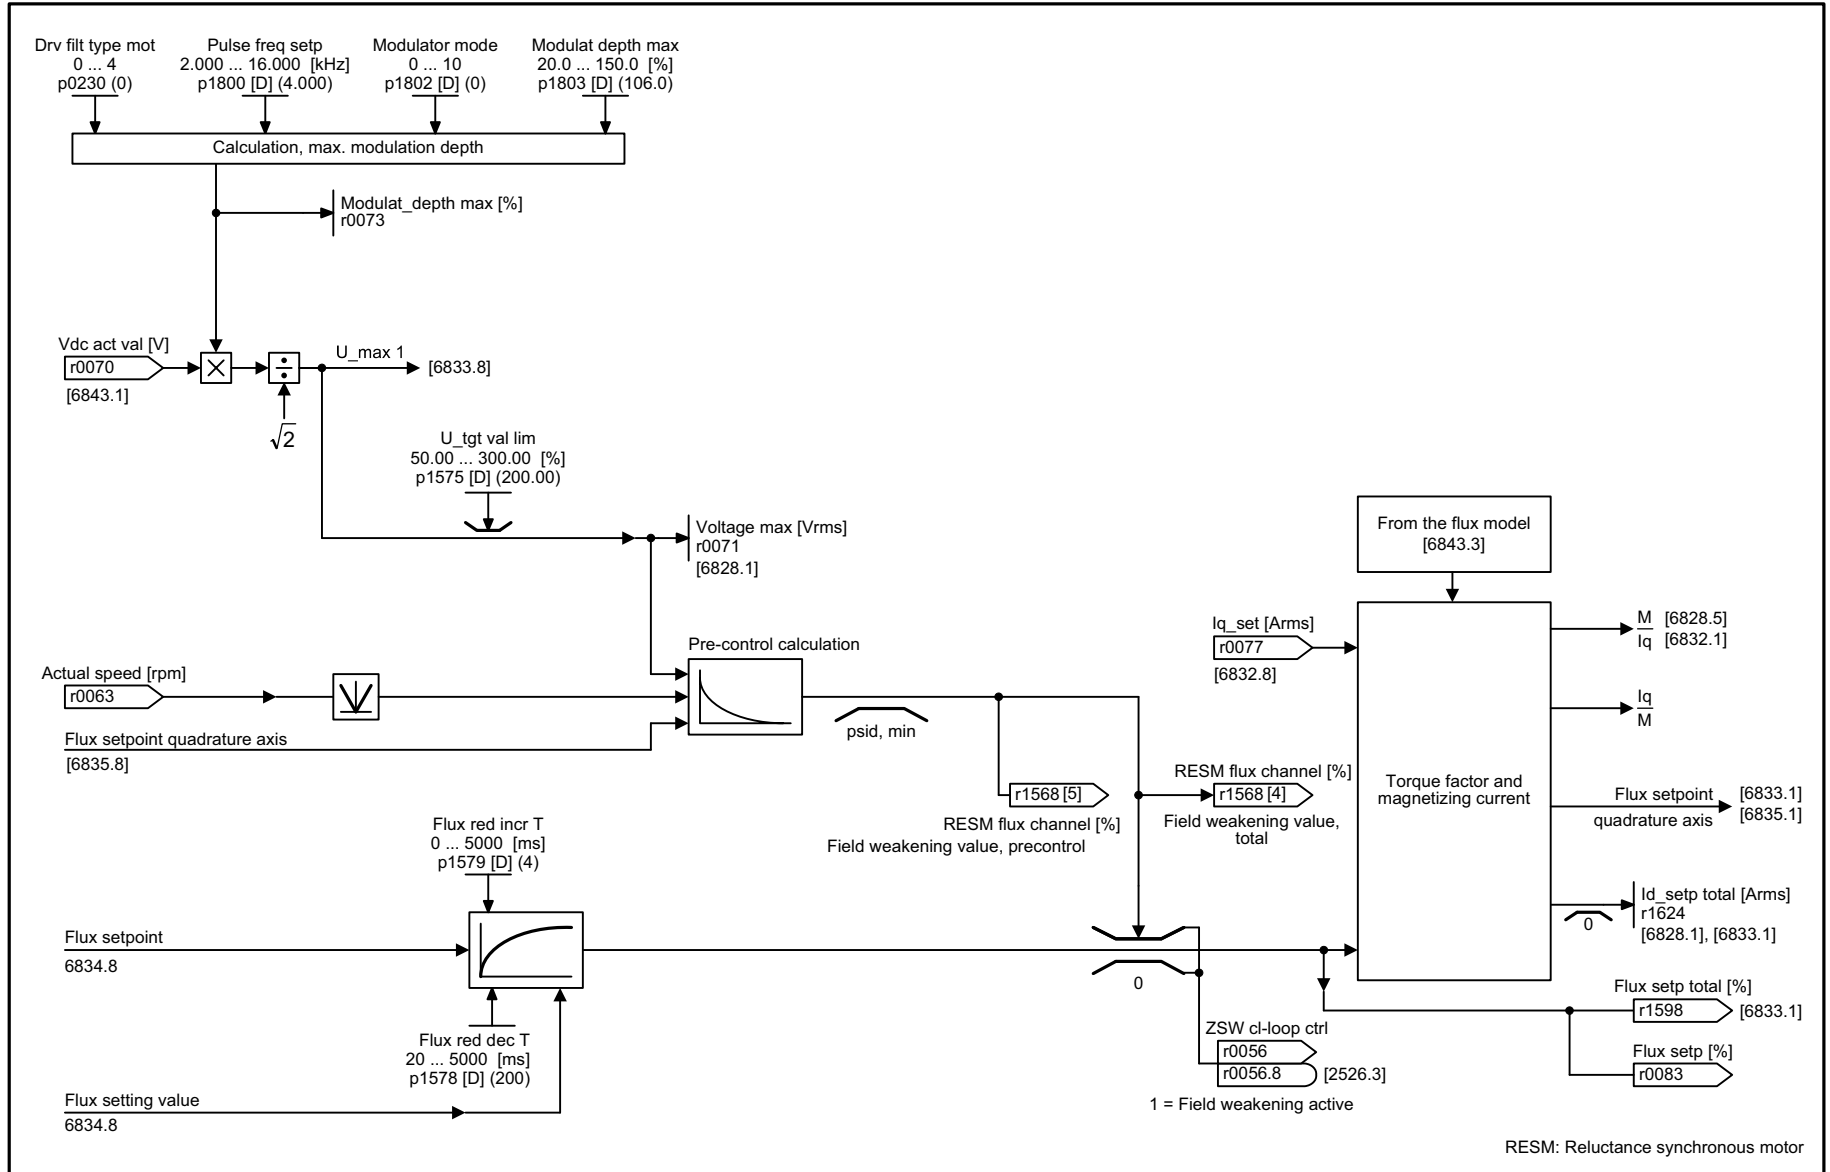 Drv filt type mot
0 ... 4
p0230 (0)
Pulse freq setp
2.000 ... 16.000 [kHz]
p1800 [D] (4.000)
Modulator mode
0 ... 10
p1802 [D] (0)
Modulat depth max
20.0 ... 150.0 [%]
p1803 [D] (106.0)
Calculation, max. modulation depth
Modulat_depth max [%]
r0073
Vdc act val [V]
r0070
[6843.1]
U_max 1
[6833.8]
√2
U_tgt val lim
50.00 ... 300.00 [%]
p1575 [D] (200.00)
Voltage max [Vrms]
r0071
[6828.1]
From the flux model
[6843.3]
Iq_set [Arms]
r0077
[6832.8]
M
Iq
[6828.5]
[6832.1]
Pre-control calculation
Actual speed [rpm]
r0063
Flux setpoint quadrature axis
[6835.8]
psid, min
Iq
M
RESM flux channel [%]
r1568 [4]
Field weakening value,
total
r1568 [5]
RESM flux channel [%]
Field weakening value, precontrol
Torque factor and
magnetizing current
Flux setpoint
quadrature axis
[6833.1]
[6835.1]
Flux red incr T
0 ... 5000 [ms]
p1579 [D] (4)
Id_setp total [Arms]
r1624
[6828.1], [6833.1]
0
Flux setpoint
6834.8
0
Flux setp total [%]
r1598
[6833.1]
Flux red dec T
20 ... 5000 [ms]
p1578 [D] (200)
ZSW cl-loop ctrl
r0056
r0056.8
[2526.3]
1 = Field weakening active
Flux setp [%]
r0083
Flux setting value
6834.8
RESM: Reluctance synchronous motor